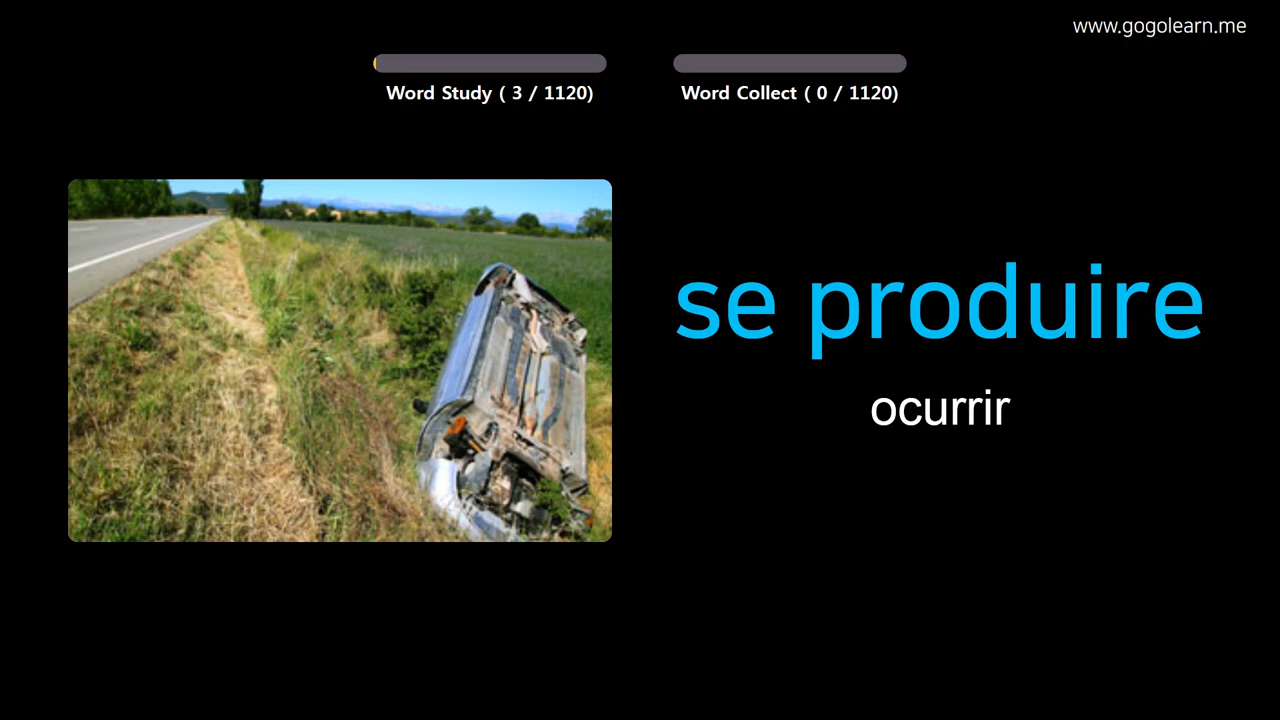 www.gogolearn.me
Word Study ( 3 / 1120)
Word Collect ( 0 / 1120)
se produire
ocurrir